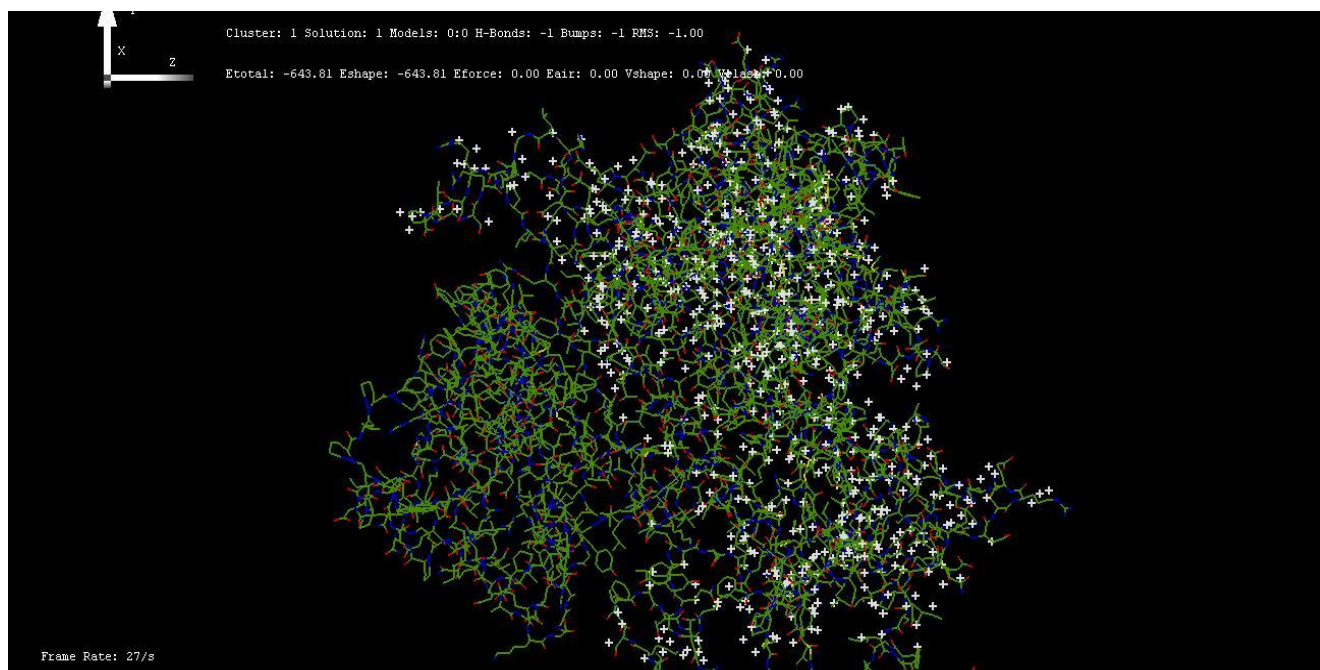 Cluster: 1 Solution: 1 Models: 0:0 H-Bonds: -1 Bumps: -1 RMS: -1.00
X
Z
Etotal: -643.81 Eshape: -643.81 Eforce: 0.00 Eair: 0.00 Vshape: 0.00 Vclash: 0.00
Frame Rate: 27/s